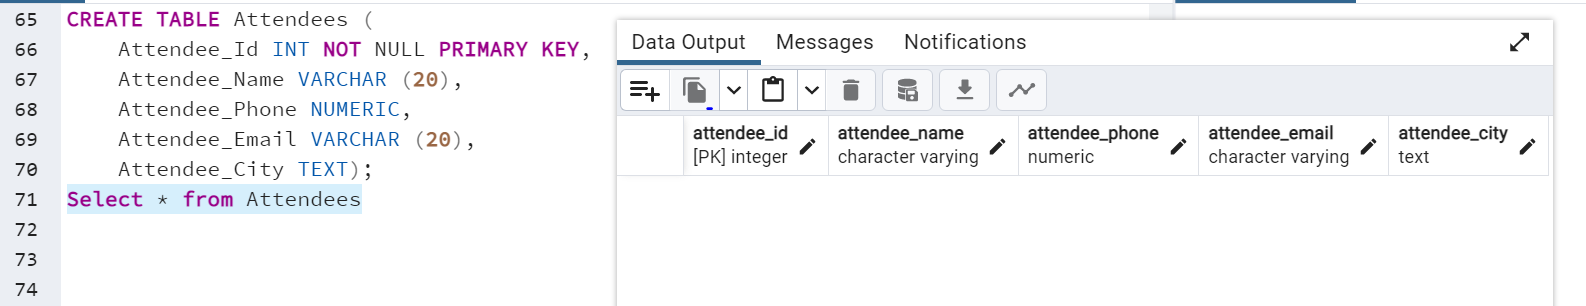 65 CREATE TABLE Attendees (
66 Attendee_Id INT NOT NULL PRIMARY KEY,
67 Attendee_Name VARCHAR (20),
68 Attendee_Phone NUMERIC,
69 Attendee_Email VARCHAR (20),
70 Attendee_City TEXT);
71 Select * from Attendees
72
73
74
Data Output Messages Notifications
attendee_id attendee_name attendee_phone attendee_email attendee_city
[PK] integer character varying numeric character varying text